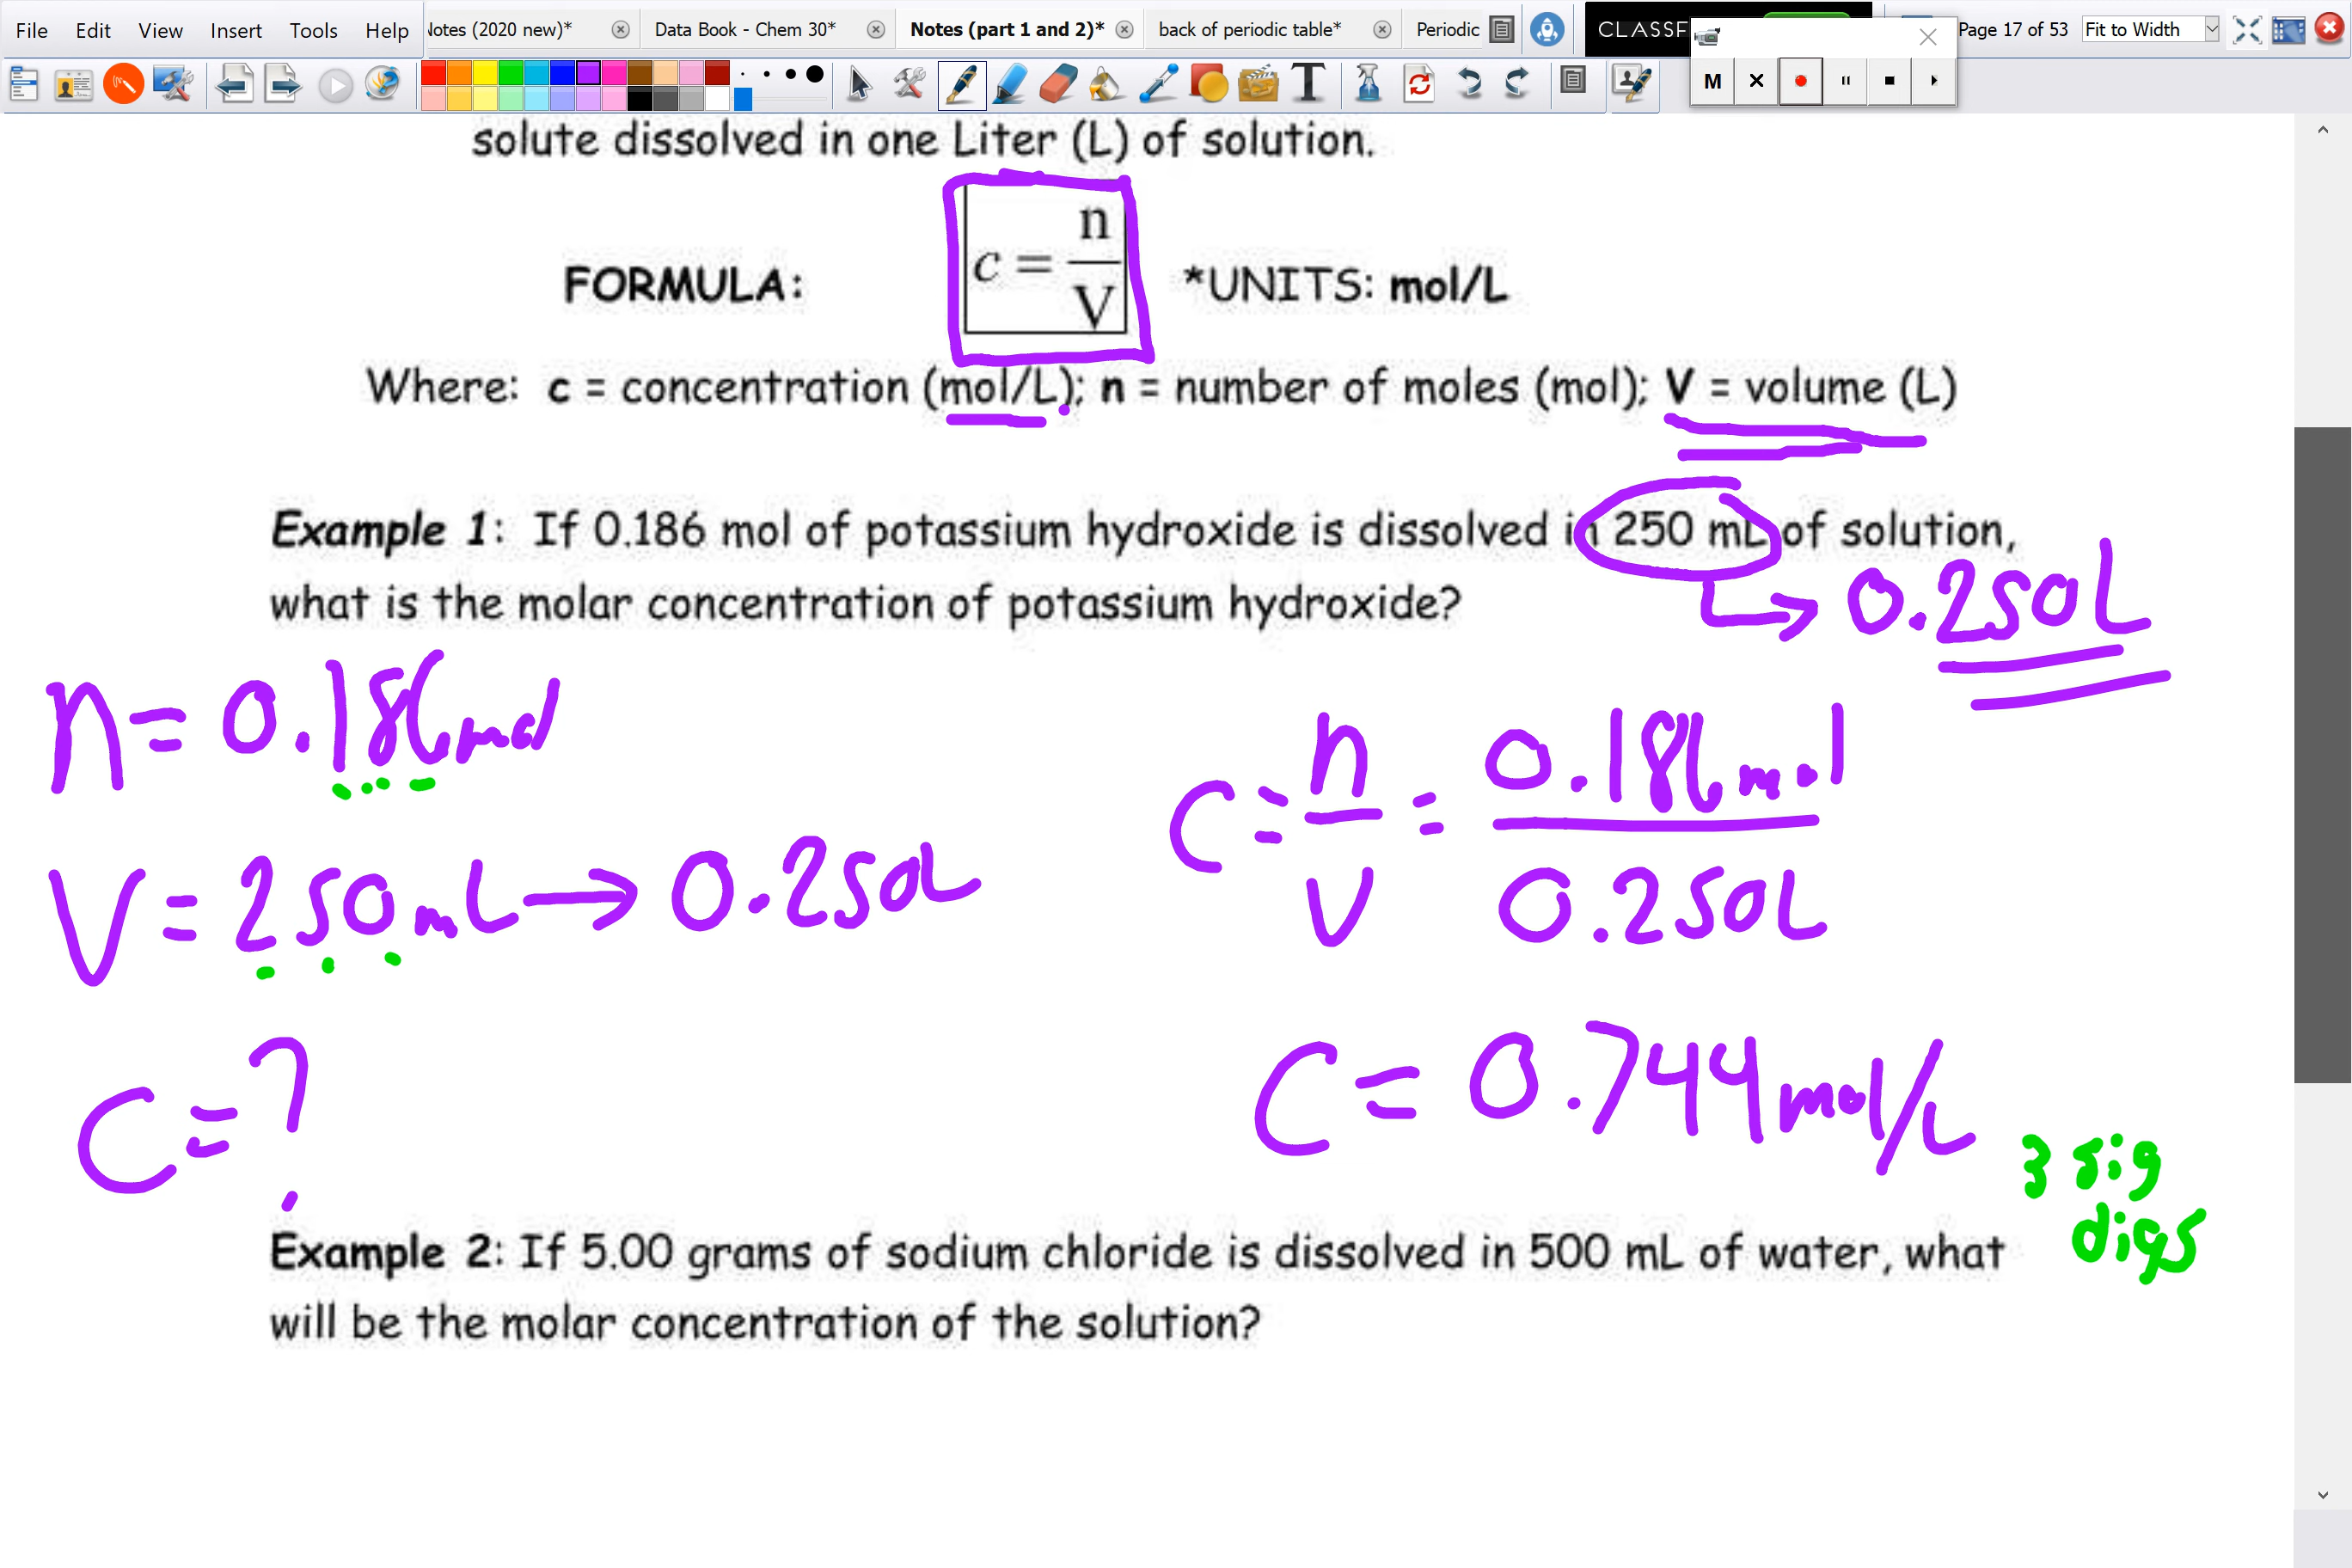 File Edit View Insert Tools Help
Notes (2020 new)* Data Book - Chem 30* Notes (part 1 and 2)* back of periodic table* Periodic
CLASSF
Page 17 of 53 Fit to Width
M
solute dissolved in one Liter (L) of solution.
FORMULA: c = n/V *UNITS: mol/L
Where: c = concentration (mol/L); n = number of moles (mol); V = volume (L)
Example 1: If 0.186 mol of potassium hydroxide is dissolved in 250 mL of solution,
what is the molar concentration of potassium hydroxide?
→ 0.250L
n = 0.186mol
C = n/V = 0.186mol/0.250L
V = 250mL → 0.250L
C = ?
C = 0.744mol/L
3 sig
digs
Example 2: If 5.00 grams of sodium chloride is dissolved in 500 mL of water, what
will be the molar concentration of the solution?